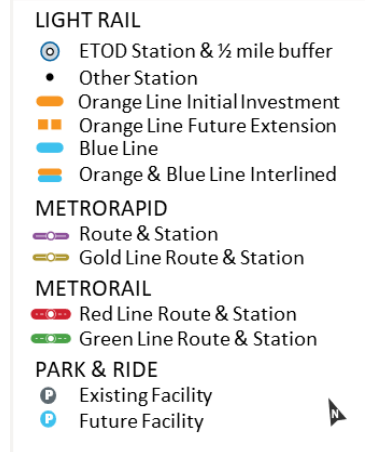 LIGHT RAIL
ETOD Station & ½ mile buffer
Other Station
Orange Line Initial Investment
Orange Line Future Extension
Blue Line
Orange & Blue Line Interlined
METRORAPID
Route & Station
Gold Line Route & Station
METRORAIL
Red Line Route & Station
Green Line Route & Station
PARK & RIDE
P Existing Facility
P Future Facility
N